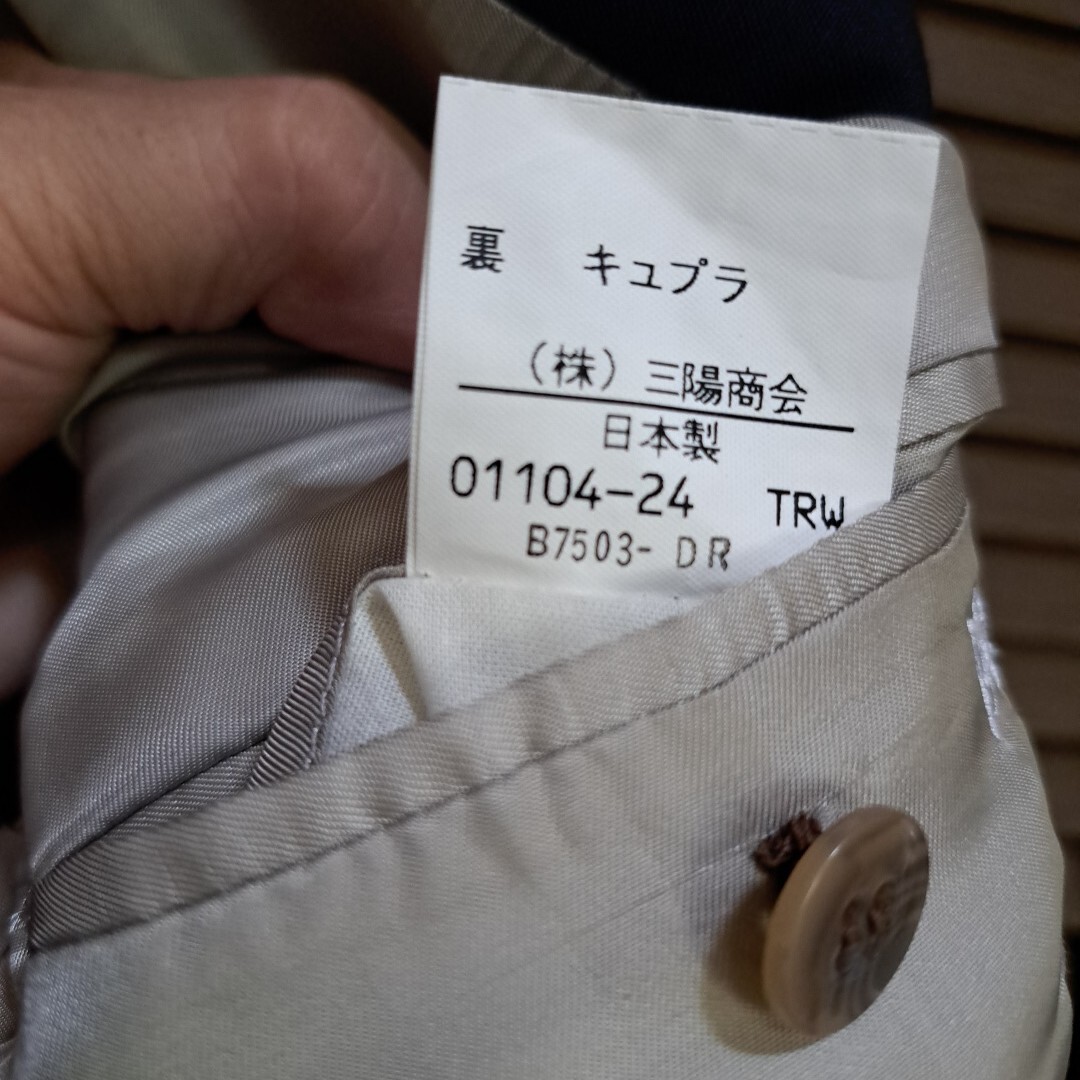 裏 キュプラ
（株）三陽商会
日本製
01104-24 TRW
B7503- DR